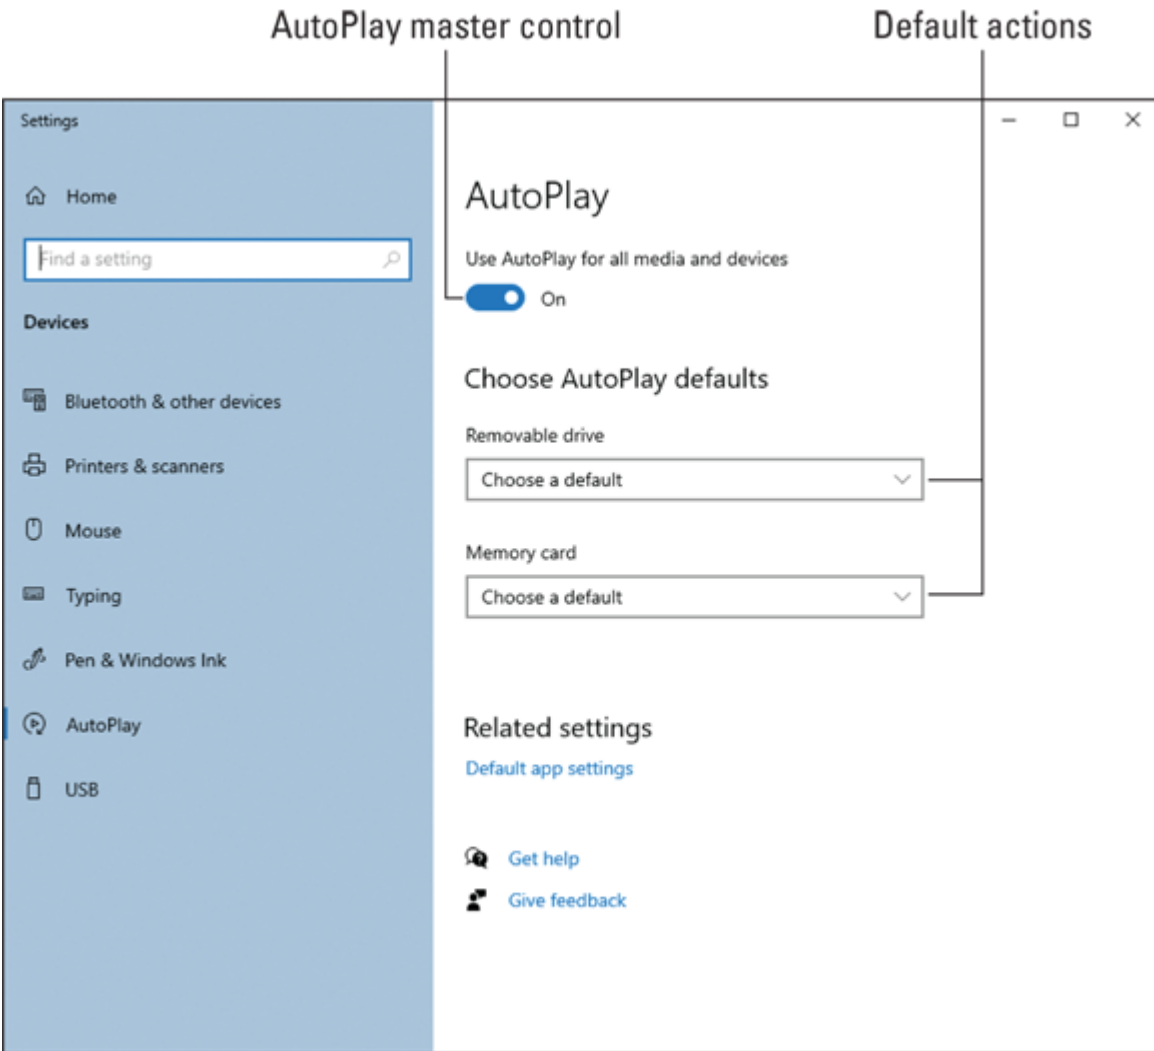 AutoPlay master control
Default actions
Settings
Home
Find a setting
Devices
Bluetooth & other devices
Printers & scanners
Mouse
Typing
Pen & Windows Ink
AutoPlay
USB
AutoPlay
Use AutoPlay for all media and devices
On
Choose AutoPlay defaults
Removable drive
Choose a default
Memory card
Choose a default
Related settings
Default app settings
Get help
Give feedback